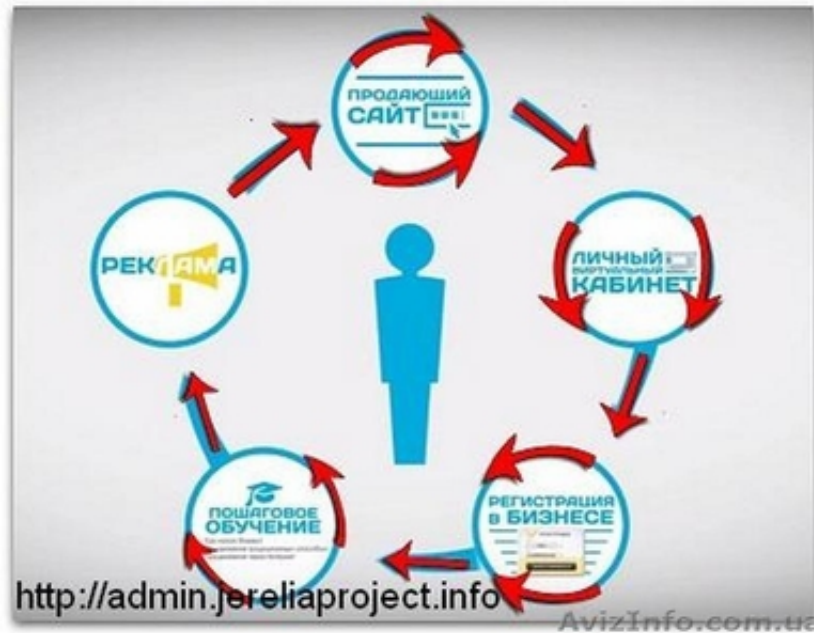 ПРОДАЮЩИЙ
САЙТ
ЛИЧНЫЙ
ВИРТУАЛЬНЫЙ
КАБИНЕТ
РЕГИСТРАЦИЯ
в БИЗНЕСЕ
ПОШАГОВОЕ
ОБУЧЕНИЕ
РЕКЛАМА
http://admin.jereliaproject.info
AvizInfo.com.ua